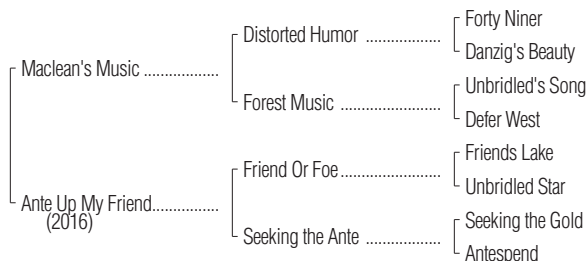 Forty Niner
Distorted Humor ..................
Danzig's Beauty
Maclean's Music .................
Unbridled's Song
Forest Music ........................
Defer West
Friends Lake
Friend Or Foe........................
Unbridled Star
Ante Up My Friend...............
(2016)
Seeking the Gold
Seeking the Ante ..................
Antespend